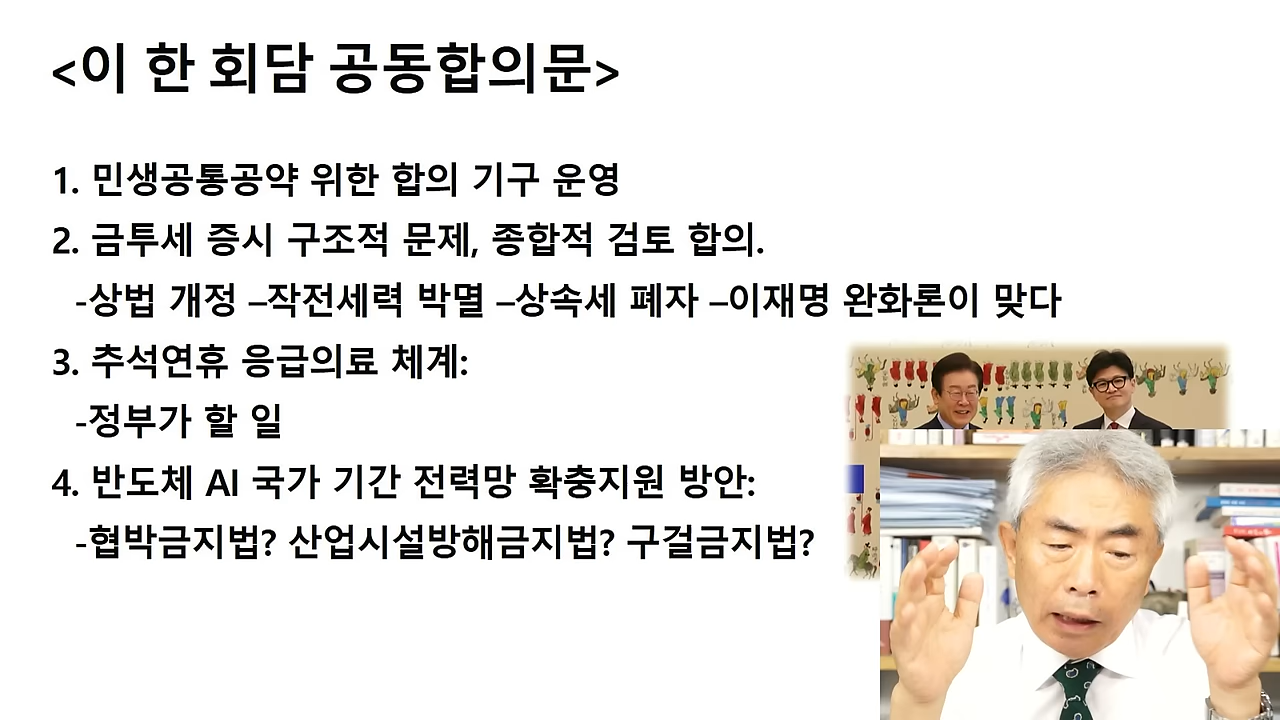 <이 한 회담 공동합의문>
1. 민생공통공약 위한 합의 기구 운영
2. 금투세 증시 구조적 문제, 종합적 검토 합의.
-상법 개정 –작전세력 박멸 –상속세 폐자 –이재명 완화론이 맞다
3. 추석연휴 응급의료 체계:
-정부가 할 일
4. 반도체 AI 국가 기간 전력망 확충지원 방안:
-협박금지법? 산업시설방해금지법? 구걸금지법?